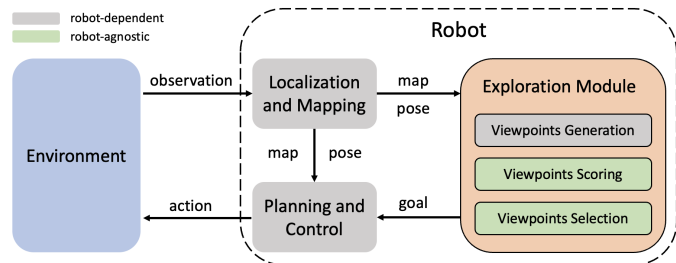 robot-dependent
robot-agnostic
Robot
Environment
observation
Localization
and Mapping
map
pose
Exploration Module
Viewpoints Generation
Viewpoints Scoring
Viewpoints Selection
map pose
action
Planning and
Control
goal